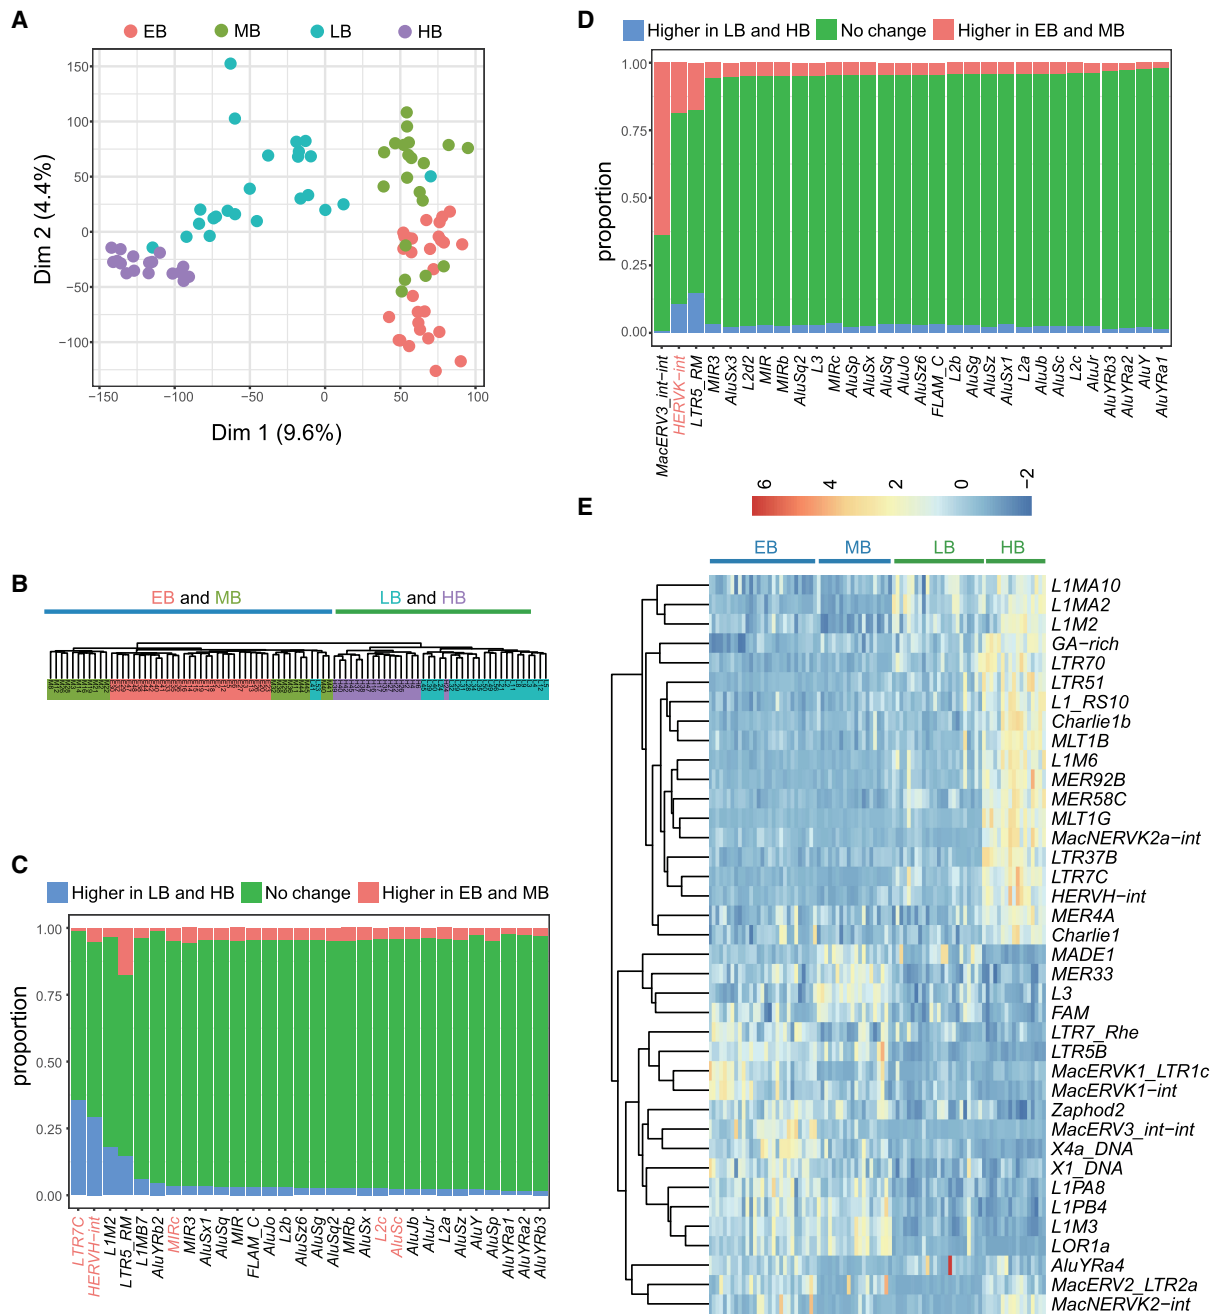 A
EB MB LB HB
150
100
50
0
−50
−100
−150 −100 −50 0 50 100
Dim 2 (4.4%)
Dim 1 (9.6%)
B
EB and MB LB and HB
C
Higher in LB and HB No change Higher in EB and MB
proportion
1.00
0.75
0.50
0.25
0.00
LTR7C
HERVH−int
L1M2
LTR5_RM
L1MB7
AluYRb2
MIRc
MIR3
AluSx1
AluSq
MIR
FLAM_C
AluJo
L2b
AluSz6
AluSg
AluSq2
MIRb
AluSx
L2c
AluSc
AluJb
AluJr
L2a
AluSz
AluY
AluSp
AluYRa1
AluYRa2
AluYRb3
D
Higher in LB and HB No change Higher in EB and MB
proportion
1.00
0.75
0.50
0.25
0.00
MacERV3_int−int
HERVK−int
LTR5_RM
MIR3
AluSx3
L2d2
MIR
MIRb
AluSq2
L3
MIRc
AluSp
AluSx
AluSq
AluJo
AluSz6
FLAM_C
L2b
AluSg
AluSz
AluSx1
L2a
AluJb
AluSc
L2c
AluJr
AluYRb3
AluYRa2
AluY
AluYRa1
E
6 4 2 0 −2
EB MB LB HB
L1MA10
L1MA2
L1M2
GA−rich
LTR70
LTR51
L1_RS10
Charlie1b
MLT1B
L1M6
MER92B
MER58C
MLT1G
MacNERVK2a−int
LTR37B
LTR7C
HERVH−int
MER4A
Charlie1
MADE1
MER33
L3
FAM
LTR7_Rhe
LTR5B
MacERVK1_LTR1c
MacERVK1−int
Zaphod2
MacERV3_int−int
X4a_DNA
X1_DNA
L1PA8
L1PB4
L1M3
LOR1a
AluYRa4
MacERV2_LTR2a
MacNERVK2−int